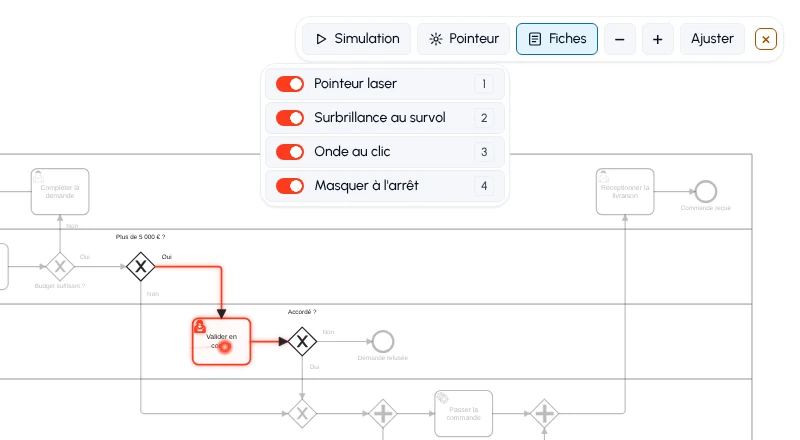 Simulation
Pointeur
Fiches
Ajuster
Pointeur laser
1
Surbrillance au survol
2
Onde au clic
3
Masquer à l'arrêt
4
Compléter la
demande
Réceptionner la
livraison
Commande reçue
Non
Plus de 5 000 € ?
Oui
Oui
Budget suffisant ?
Non
Accordé ?
Valider en
Non
Demande refusée
Oui
Passer la
commande